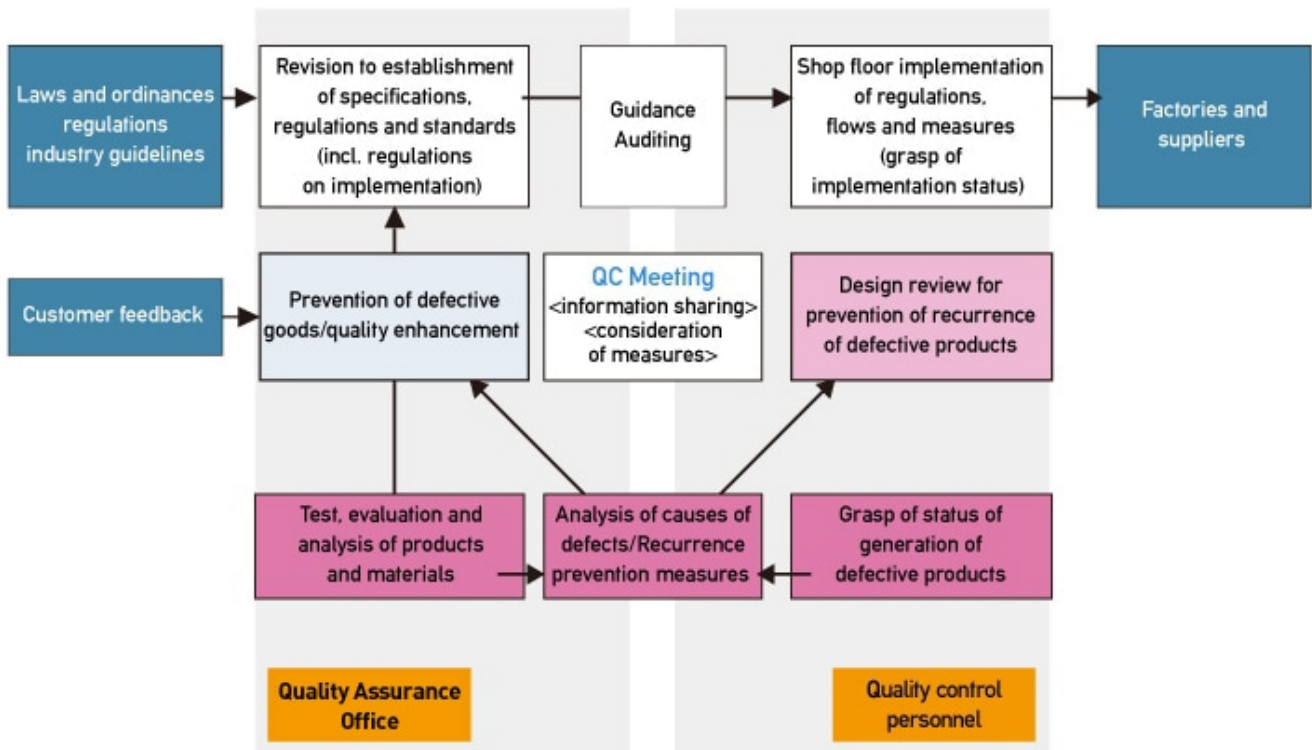 Laws and ordinances
regulations
industry guidelines
Revision to establishment
of specifications,
regulations and standards
(incl. regulations
on implementation)
Guidance
Auditing
Shop floor implementation
of regulations,
flows and measures
(grasp of
implementation status)
Factories and
suppliers
Customer feedback
Prevention of defective
goods/quality enhancement
QC Meeting
<information sharing>
<consideration
of measures>
Design review for
prevention of recurrence
of defective products
Test, evaluation and
analysis of products
and materials
Analysis of causes of
defects/Recurrence
prevention measures
Grasp of status of
generation of
defective products
Quality Assurance
Office
Quality control
personnel